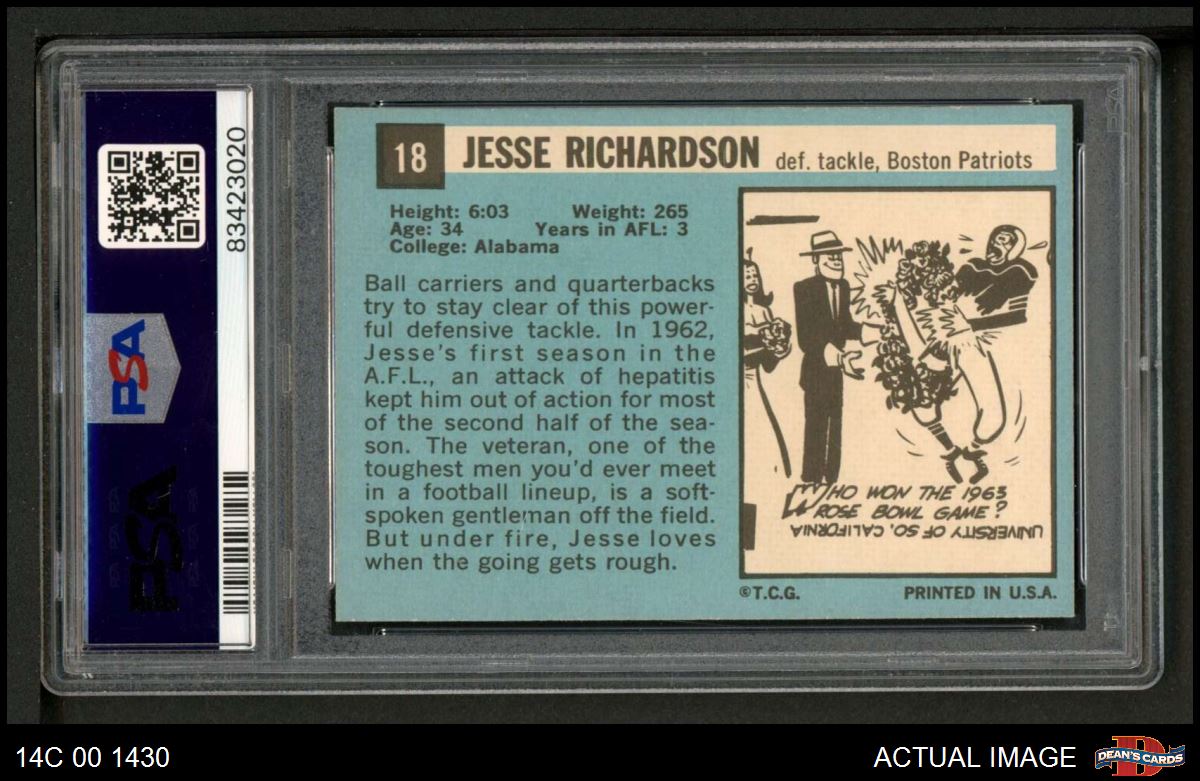 83423020
PSA
PSA
18 JESSE RICHARDSON def. tackle, Boston Patriots
Height: 6:03 Weight: 265
Age: 34 Years in AFL: 3
College: Alabama
Ball carriers and quarterbacks
try to stay clear of this power-
ful defensive tackle. In 1962,
Jesse's first season in the
A.F.L., an attack of hepatitis
kept him out of action for most
of the second half of the sea-
son. The veteran, one of the
toughest men you'd ever meet
in a football lineup, is a soft-
spoken gentleman off the field.
But under fire, Jesse loves
when the going gets rough.
WHO WON THE 1963
ROSE BOWL GAME?
UNIVERSITY OF SO. CALIFORNIA
©T.C.G. PRINTED IN U.S.A.
14C 00 1430
ACTUAL IMAGE
DEAN'S CARDS